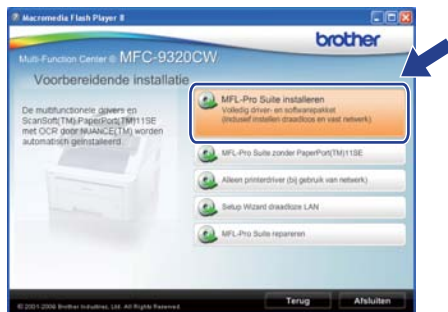 Macromedia Flash Player 8
brother
Multi-Function Center® MFC-9320CW
Voorbereidende installatie
De multifunctionele drivers en
ScanSoft(TM) PaperPort(TM)11SE
met OCR door NUANCE(TM) worden
automatisch geïnstalleerd.
MFL-Pro Suite installeren
Volledig driver- en softwarepakket
(inclusief instellen draadloos en vast netwerk)
MFL-Pro Suite zonder PaperPort(TM)11SE
Alleen printerdriver (bij gebruik van netwerk)
Setup Wizard draadloze LAN
MFL-Pro Suite repareren
© 2001-2008 Brother Industries, Ltd. All Rights Reserved.
Terug
Afsluiten